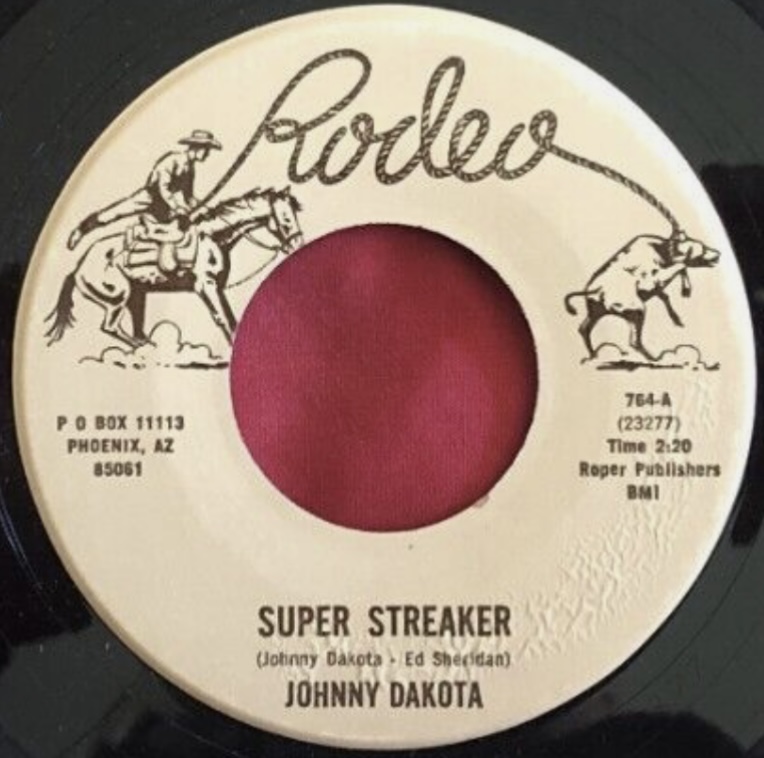 Rodeo
P O BOX 11113
PHOENIX, AZ
85061
764-A
(23277)
Time 2:20
Roper Publishers
BMI
SUPER STREAKER
(Johnny Dakota - Ed Sheridan)
JOHNNY DAKOTA